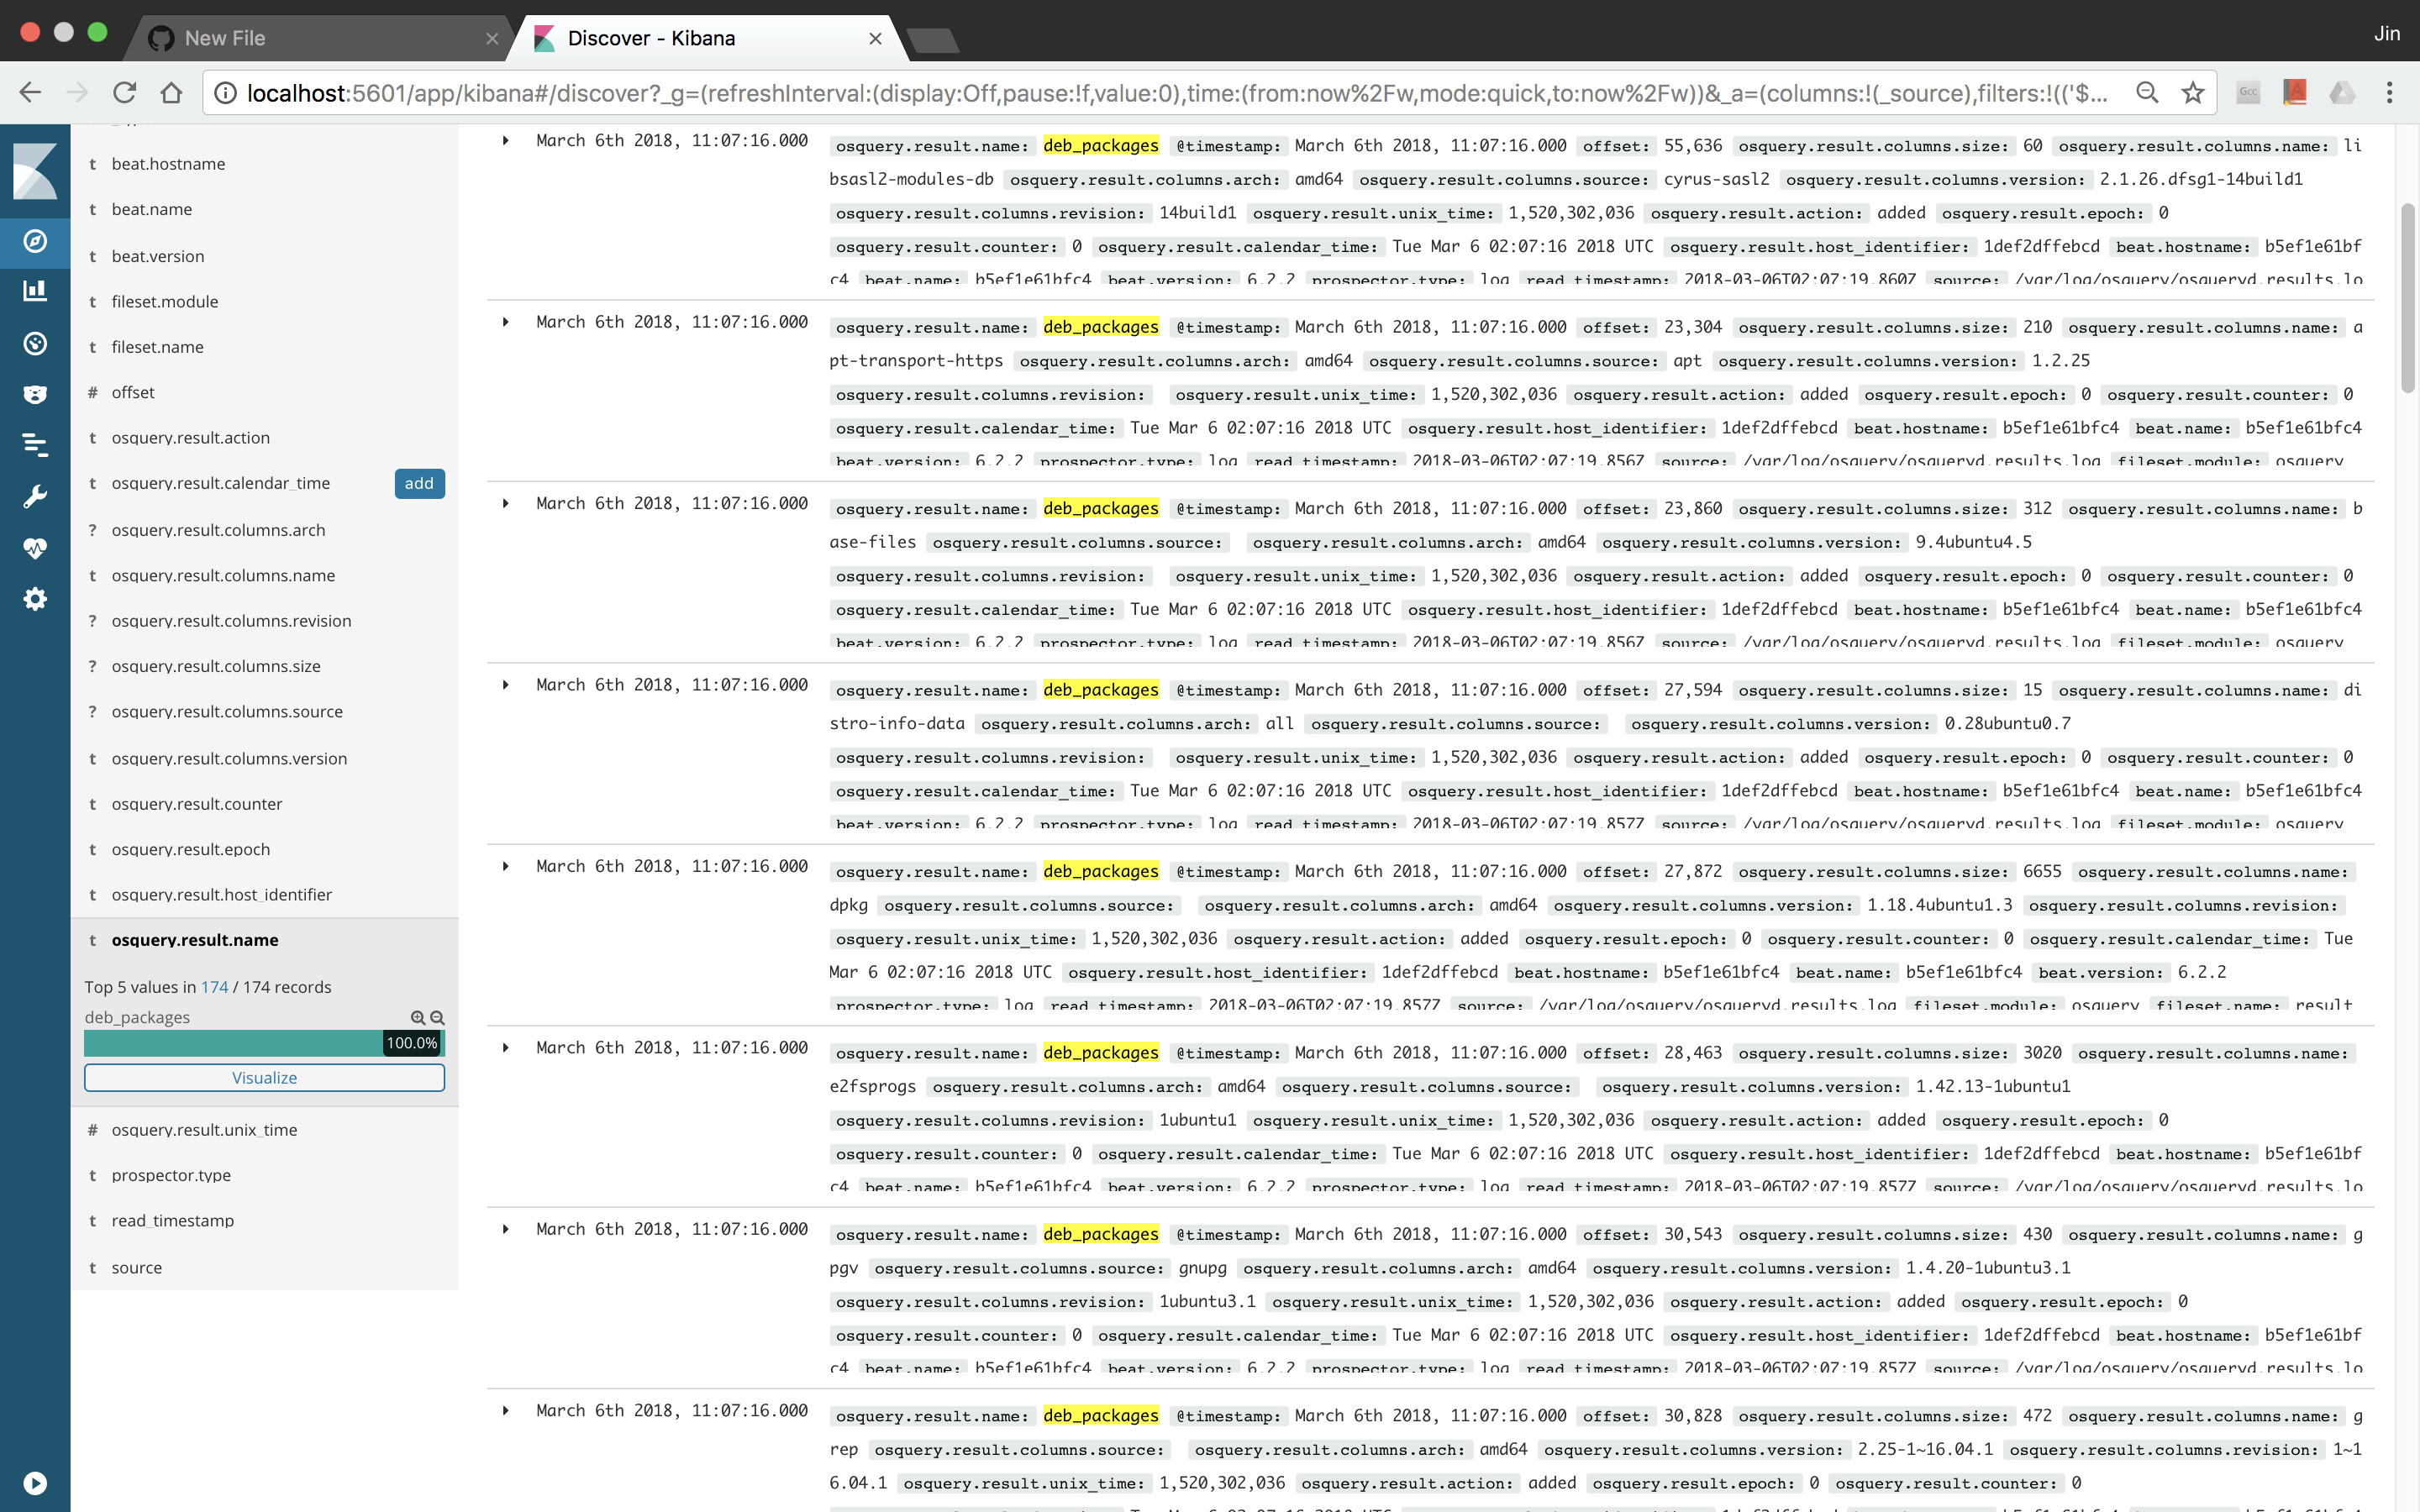 New File
Discover - Kibana
Jin
localhost:5601/app/kibana#/discover?_g=(refreshInterval:(display:Off,pause:!f,value:0),time:(from:now%2Fw,mode:quick,to:now%2Fw))&_a=(columns:!(_source),filters:!(('$...
Gcc
t beat.hostname
t beat.name
t beat.version
t fileset.module
t fileset.name
# offset
t osquery.result.action
t osquery.result.calendar_time add
? osquery.result.columns.arch
t osquery.result.columns.name
? osquery.result.columns.revision
? osquery.result.columns.size
? osquery.result.columns.source
t osquery.result.columns.version
t osquery.result.counter
t osquery.result.epoch
t osquery.result.host_identifier
t osquery.result.name
Top 5 values in 174 / 174 records
deb_packages
100.0%
Visualize
# osquery.result.unix_time
t prospector.type
t read_timestamp
t source
March 6th 2018, 11:07:16.000 osquery.result.name: deb_packages @timestamp: March 6th 2018, 11:07:16.000 offset: 55,636 osquery.result.columns.size: 60 osquery.result.columns.name: li
bsasl2-modules-db osquery.result.columns.arch: amd64 osquery.result.columns.source: cyrus-sasl2 osquery.result.columns.version: 2.1.26.dfsg1-14build1
osquery.result.columns.revision: 14build1 osquery.result.unix_time: 1,520,302,036 osquery.result.action: added osquery.result.epoch: 0
osquery.result.counter: 0 osquery.result.calendar_time: Tue Mar 6 02:07:16 2018 UTC osquery.result.host_identifier: 1def2dffebcd beat.hostname: b5ef1e61bf
c4 beat.name: b5ef1e61bfc4 beat.version: 6.2.2 prospector.type: log read_timestamp: 2018-03-06T02:07:19.860Z source: /var/log/osquery/osqueryd.results.lo
March 6th 2018, 11:07:16.000 osquery.result.name: deb_packages @timestamp: March 6th 2018, 11:07:16.000 offset: 23,304 osquery.result.columns.size: 210 osquery.result.columns.name: a
pt-transport-https osquery.result.columns.arch: amd64 osquery.result.columns.source: apt osquery.result.columns.version: 1.2.25
osquery.result.columns.revision: osquery.result.unix_time: 1,520,302,036 osquery.result.action: added osquery.result.epoch: 0 osquery.result.counter: 0
osquery.result.calendar_time: Tue Mar 6 02:07:16 2018 UTC osquery.result.host_identifier: 1def2dffebcd beat.hostname: b5ef1e61bfc4 beat.name: b5ef1e61bfc4
beat.version: 6.2.2 prospector.type: log read_timestamp: 2018-03-06T02:07:19.856Z source: /var/log/osquery/osqueryd.results.log fileset.module: osquery
March 6th 2018, 11:07:16.000 osquery.result.name: deb_packages @timestamp: March 6th 2018, 11:07:16.000 offset: 23,860 osquery.result.columns.size: 312 osquery.result.columns.name: b
ase-files osquery.result.columns.source: osquery.result.columns.arch: amd64 osquery.result.columns.version: 9.4ubuntu4.5
osquery.result.columns.revision: osquery.result.unix_time: 1,520,302,036 osquery.result.action: added osquery.result.epoch: 0 osquery.result.counter: 0
osquery.result.calendar_time: Tue Mar 6 02:07:16 2018 UTC osquery.result.host_identifier: 1def2dffebcd beat.hostname: b5ef1e61bfc4 beat.name: b5ef1e61bfc4
beat.version: 6.2.2 prospector.type: log read_timestamp: 2018-03-06T02:07:19.856Z source: /var/log/osquery/osqueryd.results.log fileset.module: osquery
March 6th 2018, 11:07:16.000 osquery.result.name: deb_packages @timestamp: March 6th 2018, 11:07:16.000 offset: 27,594 osquery.result.columns.size: 15 osquery.result.columns.name: di
stro-info-data osquery.result.columns.arch: all osquery.result.columns.source: osquery.result.columns.version: 0.28ubuntu0.7
osquery.result.columns.revision: osquery.result.unix_time: 1,520,302,036 osquery.result.action: added osquery.result.epoch: 0 osquery.result.counter: 0
osquery.result.calendar_time: Tue Mar 6 02:07:16 2018 UTC osquery.result.host_identifier: 1def2dffebcd beat.hostname: b5ef1e61bfc4 beat.name: b5ef1e61bfc4
beat.version: 6.2.2 prospector.type: log read_timestamp: 2018-03-06T02:07:19.857Z source: /var/log/osquery/osqueryd.results.log fileset.module: osquery
March 6th 2018, 11:07:16.000 osquery.result.name: deb_packages @timestamp: March 6th 2018, 11:07:16.000 offset: 27,872 osquery.result.columns.size: 6655 osquery.result.columns.name:
dpkg osquery.result.columns.source: osquery.result.columns.arch: amd64 osquery.result.columns.version: 1.18.4ubuntu1.3 osquery.result.columns.revision:
osquery.result.unix_time: 1,520,302,036 osquery.result.action: added osquery.result.epoch: 0 osquery.result.counter: 0 osquery.result.calendar_time: Tue
Mar 6 02:07:16 2018 UTC osquery.result.host_identifier: 1def2dffebcd beat.hostname: b5ef1e61bfc4 beat.name: b5ef1e61bfc4 beat.version: 6.2.2
prospector.type: log read_timestamp: 2018-03-06T02:07:19.857Z source: /var/log/osquery/osqueryd.results.log fileset.module: osquery fileset.name: result
March 6th 2018, 11:07:16.000 osquery.result.name: deb_packages @timestamp: March 6th 2018, 11:07:16.000 offset: 28,463 osquery.result.columns.size: 3020 osquery.result.columns.name:
e2fsprogs osquery.result.columns.arch: amd64 osquery.result.columns.source: osquery.result.columns.version: 1.42.13-1ubuntu1
osquery.result.columns.revision: 1ubuntu1 osquery.result.unix_time: 1,520,302,036 osquery.result.action: added osquery.result.epoch: 0
osquery.result.counter: 0 osquery.result.calendar_time: Tue Mar 6 02:07:16 2018 UTC osquery.result.host_identifier: 1def2dffebcd beat.hostname: b5ef1e61bf
c4 beat.name: b5ef1e61bfc4 beat.version: 6.2.2 prospector.type: log read_timestamp: 2018-03-06T02:07:19.857Z source: /var/log/osquery/osqueryd.results.lo
March 6th 2018, 11:07:16.000 osquery.result.name: deb_packages @timestamp: March 6th 2018, 11:07:16.000 offset: 30,543 osquery.result.columns.size: 430 osquery.result.columns.name: g
pgv osquery.result.columns.source: gnupg osquery.result.columns.arch: amd64 osquery.result.columns.version: 1.4.20-1ubuntu3.1
osquery.result.columns.revision: 1ubuntu3.1 osquery.result.unix_time: 1,520,302,036 osquery.result.action: added osquery.result.epoch: 0
osquery.result.counter: 0 osquery.result.calendar_time: Tue Mar 6 02:07:16 2018 UTC osquery.result.host_identifier: 1def2dffebcd beat.hostname: b5ef1e61bf
c4 beat.name: b5ef1e61bfc4 beat.version: 6.2.2 prospector.type: log read_timestamp: 2018-03-06T02:07:19.857Z source: /var/log/osquery/osqueryd.results.lo
March 6th 2018, 11:07:16.000 osquery.result.name: deb_packages @timestamp: March 6th 2018, 11:07:16.000 offset: 30,828 osquery.result.columns.size: 472 osquery.result.columns.name: g
rep osquery.result.columns.source: osquery.result.columns.arch: amd64 osquery.result.columns.version: 2.25-1~16.04.1 osquery.result.columns.revision: 1~1
6.04.1 osquery.result.unix_time: 1,520,302,036 osquery.result.action: added osquery.result.epoch: 0 osquery.result.counter: 0